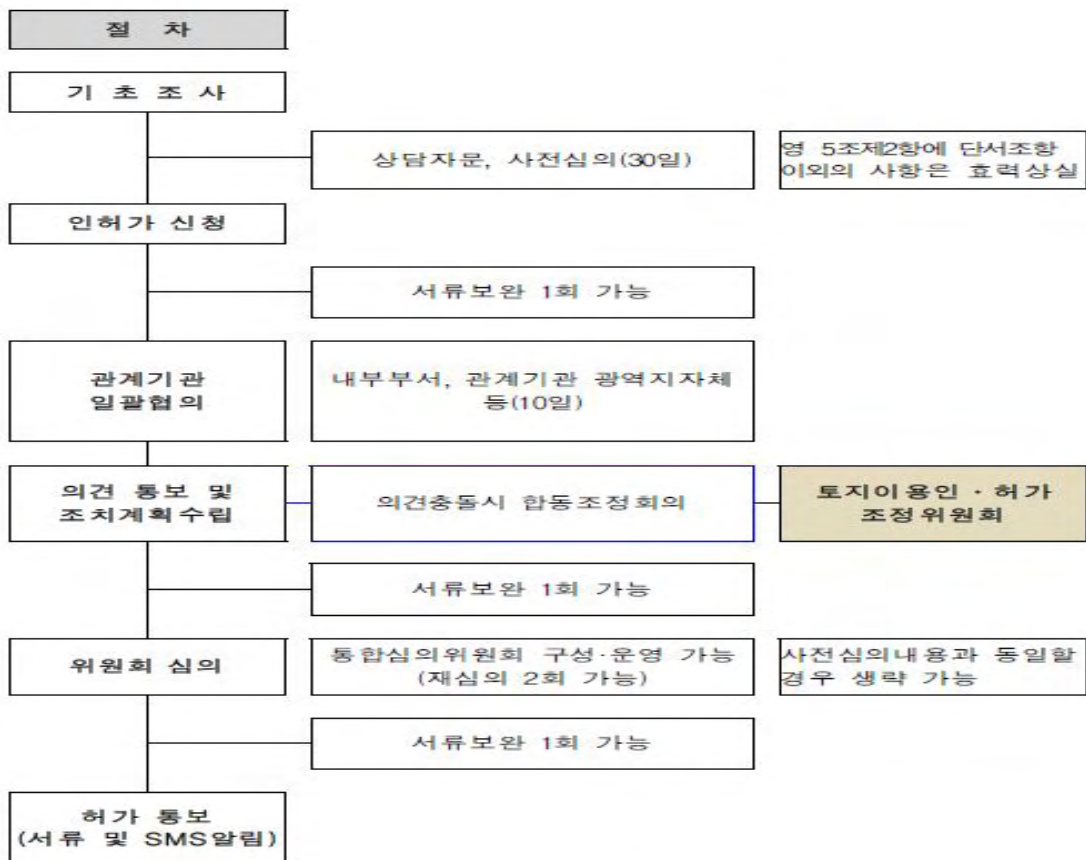 절 차
기 초 조 사
상담자문, 사전심의(30일)
영 5조제2항에 단서조항
이외의 사항은 효력상실
인허가 신청
서류보완 1회 가능
관계기관
일괄협의
내부부서, 관계기관 광역지자체
등(10일)
의견 통보 및
조치계획수립
의견충돌시 합동조정회의
토지이용인·허가
조정위원회
서류보완 1회 가능
위원회 심의
통합심의위원회 구성·운영 가능
(재심의 2회 가능)
사전심의내용과 동일할
경우 생략 가능
서류보완 1회 가능
허가 통보
(서류 및 SMS알림)